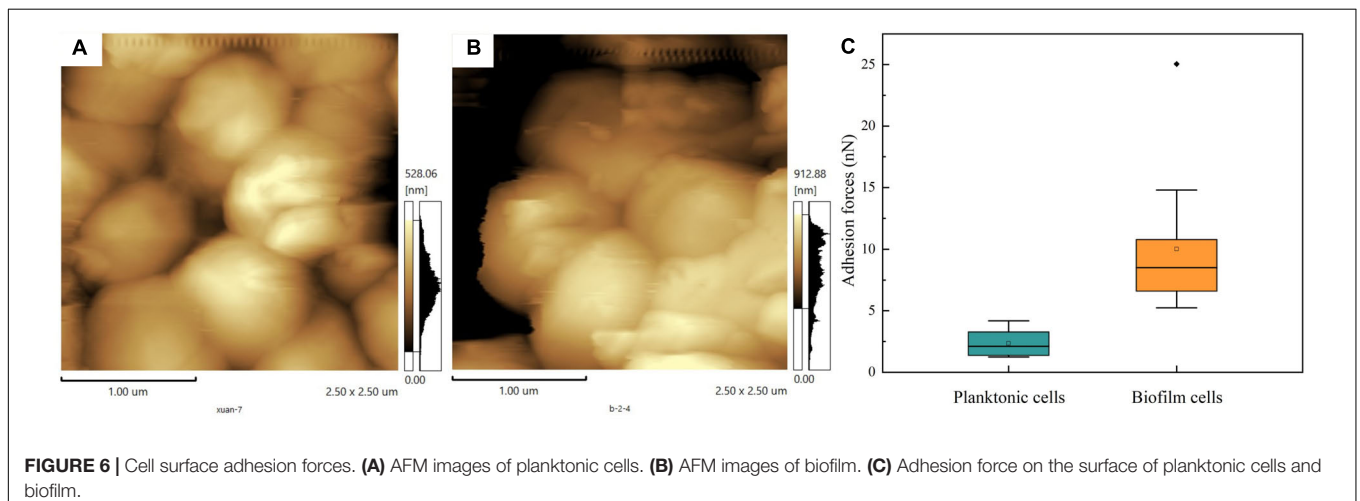 A
B
C
528.06
[nm]
0.00
1.00 um
2.50 x 2.50 um
xuan-7
912.88
[nm]
0.00
1.00 um
2.50 x 2.50 um
b-2-4
Adhesion forces (nN)
25
20
15
10
5
0
Planktonic cells
Biofilm cells
FIGURE 6 | Cell surface adhesion forces. (A) AFM images of planktonic cells. (B) AFM images of biofilm. (C) Adhesion force on the surface of planktonic cells and
biofilm.